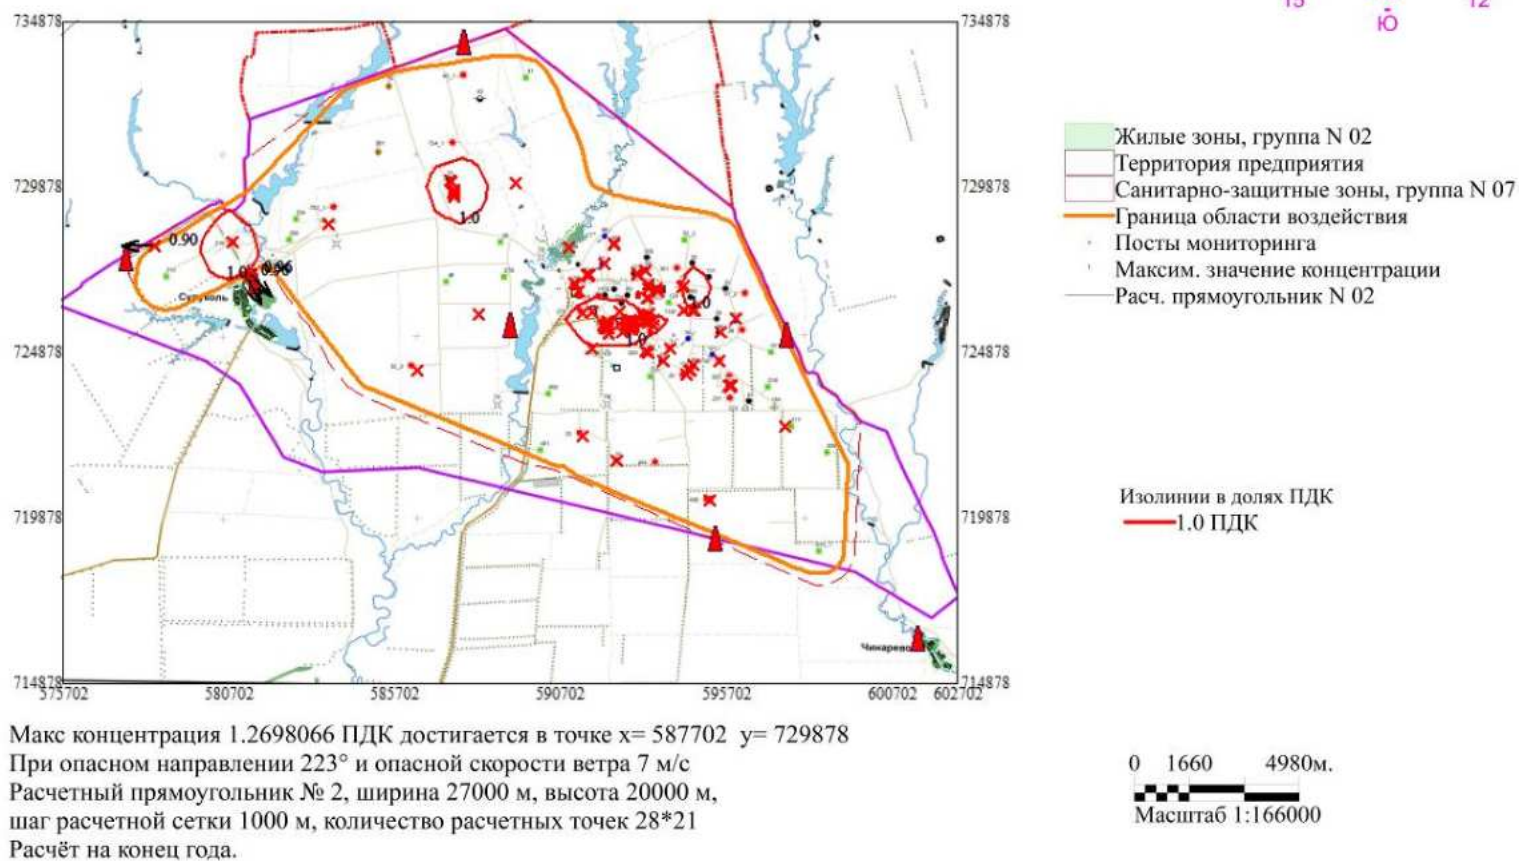 15 12
Ю
734878 734878
729878 729878
724878 724878
719878 719878
714878 714878
575702 580702 585702 590702 595702 600702 602702
0.90
1.0
1.0
1.0
1.0
Чинарево
Жилые зоны, группа N 02
Территория предприятия
Санитарно-защитные зоны, группа N 07
Граница области воздействия
Посты мониторинга
Максим. значение концентрации
Расч. прямоугольник N 02
Изолинии в долях ПДК
1.0 ПДК
Макс концентрация 1.2698066 ПДК достигается в точке x= 587702 y= 729878
При опасном направлении 223° и опасной скорости ветра 7 м/с
Расчетный прямоугольник № 2, ширина 27000 м, высота 20000 м,
шаг расчетной сетки 1000 м, количество расчетных точек 28*21
Расчёт на конец года.
0 1660 4980м.
Масштаб 1:166000